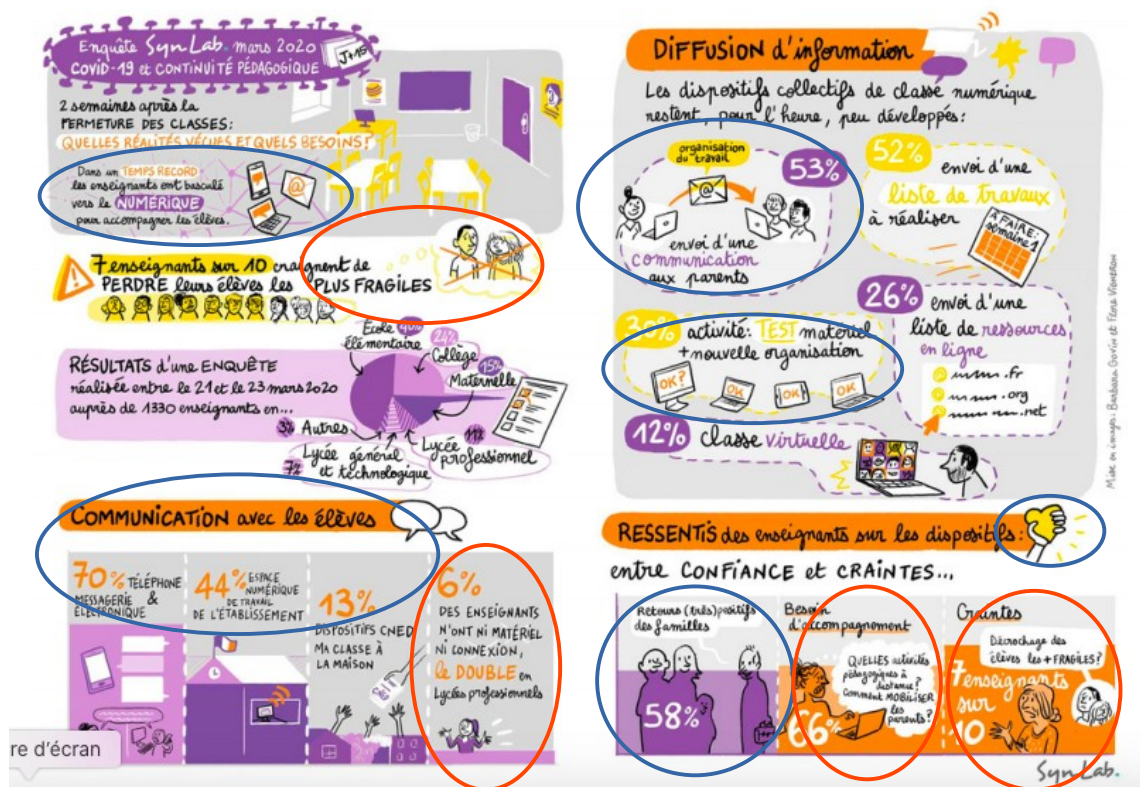 Enquête SynLab. mars 2020
COVID-19 et CONTINUITÉ PÉDAGOGIQUE
J+15
2 semaines après la
FERMETURE DES CLASSES:
QUELLES RÉALITÉS VÉCUES ET QUELS BESOINS?
Dans un TEMPS RECORD
les enseignants ont basculé
vers le NUMÉRIQUE
pour accompagner les élèves.
@
7 enseignants sur 10 craignent de
PERDRE leurs élèves les PLUS FRAGILES
RÉSULTATS d'une ENQUÊTE
réalisée entre le 21 et le 23 mars 2020
auprès de 1330 enseignants en...
École 40%
élémentaire
24%
Collège
15%
Maternelle
3% Autres
7% Lycée général
et technologique
11%
Lycée
professionnel
COMMUNICATION avec les élèves
70% TÉLÉPHONE
MESSAGERIE &
ÉLECTRONIQUE
44% ESPACE
NUMÉRIQUE
DE TRAVAIL
DE L'ÉTABLISSEMENT
13%
DISPOSITIFS CNED
MA CLASSE À
LA MAISON
6%
DES ENSEIGNANTS
N'ONT NI MATÉRIEL
NI CONNEXION,
le DOUBLE en
Lycées professionnels
re d'écran
DIFFUSION d'information
Les dispositifs collectifs de classe numérique
restent, pour l'heure, peu développés:
organisation
du travail
@
53%
envoi d'une
communication
aux parents
52%
envoi d'une
liste de travaux
à réaliser
À FAIRE:
semaine 1
30% activité: TEST matériel
+ nouvelle organisation
OK?
OK
OK
OK
26% envoi d'une
liste de ressources
en ligne
.fr
.org
.net
12% classe virtuelle
Mise en images: Barbara Govin et Flore Vigneron
RESSENTIS des enseignants sur les dispositifs:
entre CONFIANCE et CRAINTES...
Retours (très) positifs
des familles
58%
Besoin
d'accompagnement
QUELLES activités
pédagogiques à
distance?
Comment MOBILISER
les
parents?
66%
Craintes
Décrochage des
élèves les + FRAGILES?
7 enseignants
sur
10
SynLab.